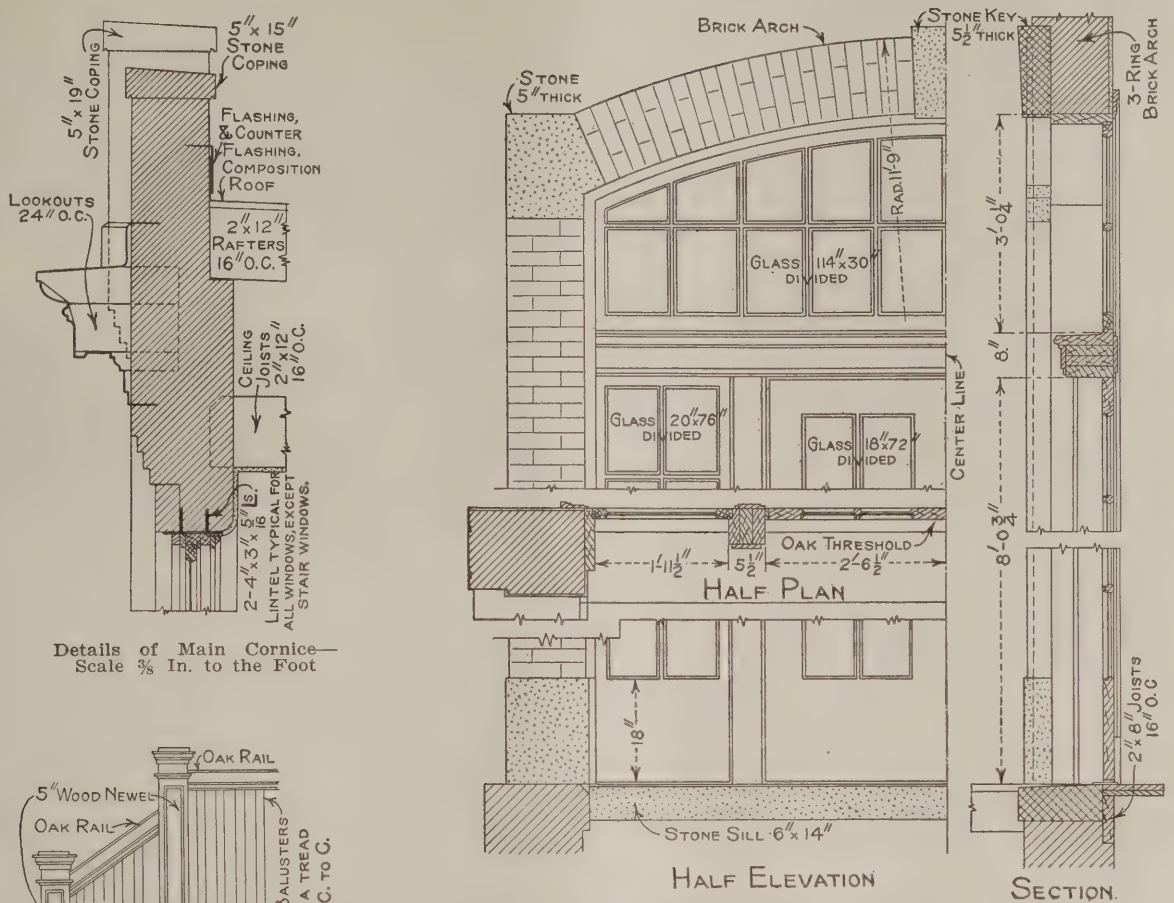 5" x 15"
STONE
COPING
5" x 19"
STONE COPING
FLASHING,
& COUNTER
FLASHING,
COMPOSITION
ROOF
LOOKOUTS
24" O.C.
2" x 12"
RAFTERS
16" O.C.
CEILING
JOISTS
2" x 12"
16" O.C.
2-4" x 3" x 5/16" Ls.
LINTEL TYPICAL FOR
ALL WINDOWS, EXCEPT
STAIR WINDOWS.
Details of Main Cornice—
Scale ⅜ In. to the Foot
OAK RAIL
5" WOOD NEWEL
OAK RAIL
BALUSTERS
A TREAD
C. TO C.
BRICK ARCH
STONE KEY
5½" THICK
STONE
5" THICK
3-RING
BRICK ARCH
RAD. 11'-9"
GLASS 114" x 30"
DIVIDED
GLASS 20" x 76"
DIVIDED
GLASS 18" x 72"
DIVIDED
CENTER LINE
3'-0¼"
8"
8'-0¾"
OAK THRESHOLD
1'-11½"
5½"
2'-6½"
HALF PLAN
18"
STONE SILL · 6" x 14"
HALF ELEVATION
2" x 8" JOISTS
16" O.C
SECTION.